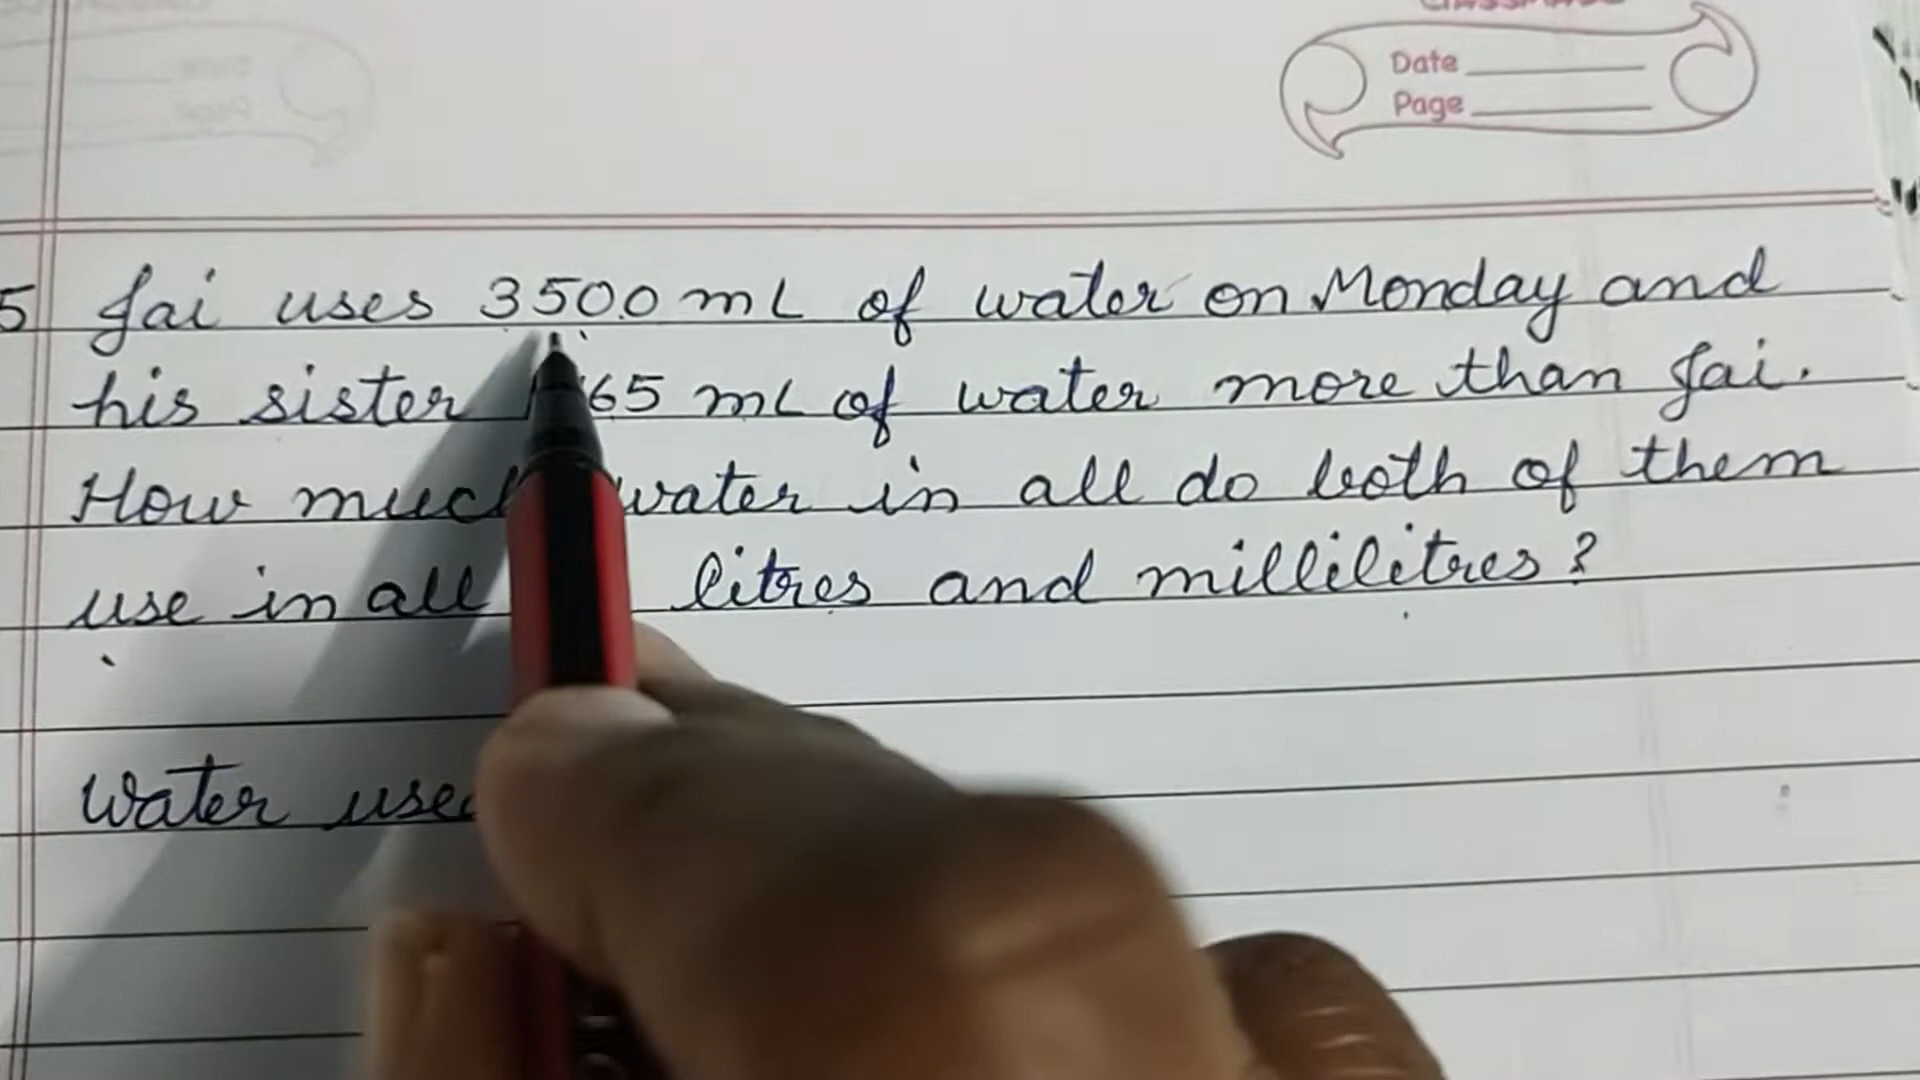 Date
Page
5 Jai uses 3500 mL of water on Monday and
his sister 65 mL of water more than Jai.
How much water in all do both of them
use in all litres and millilitres?
water used